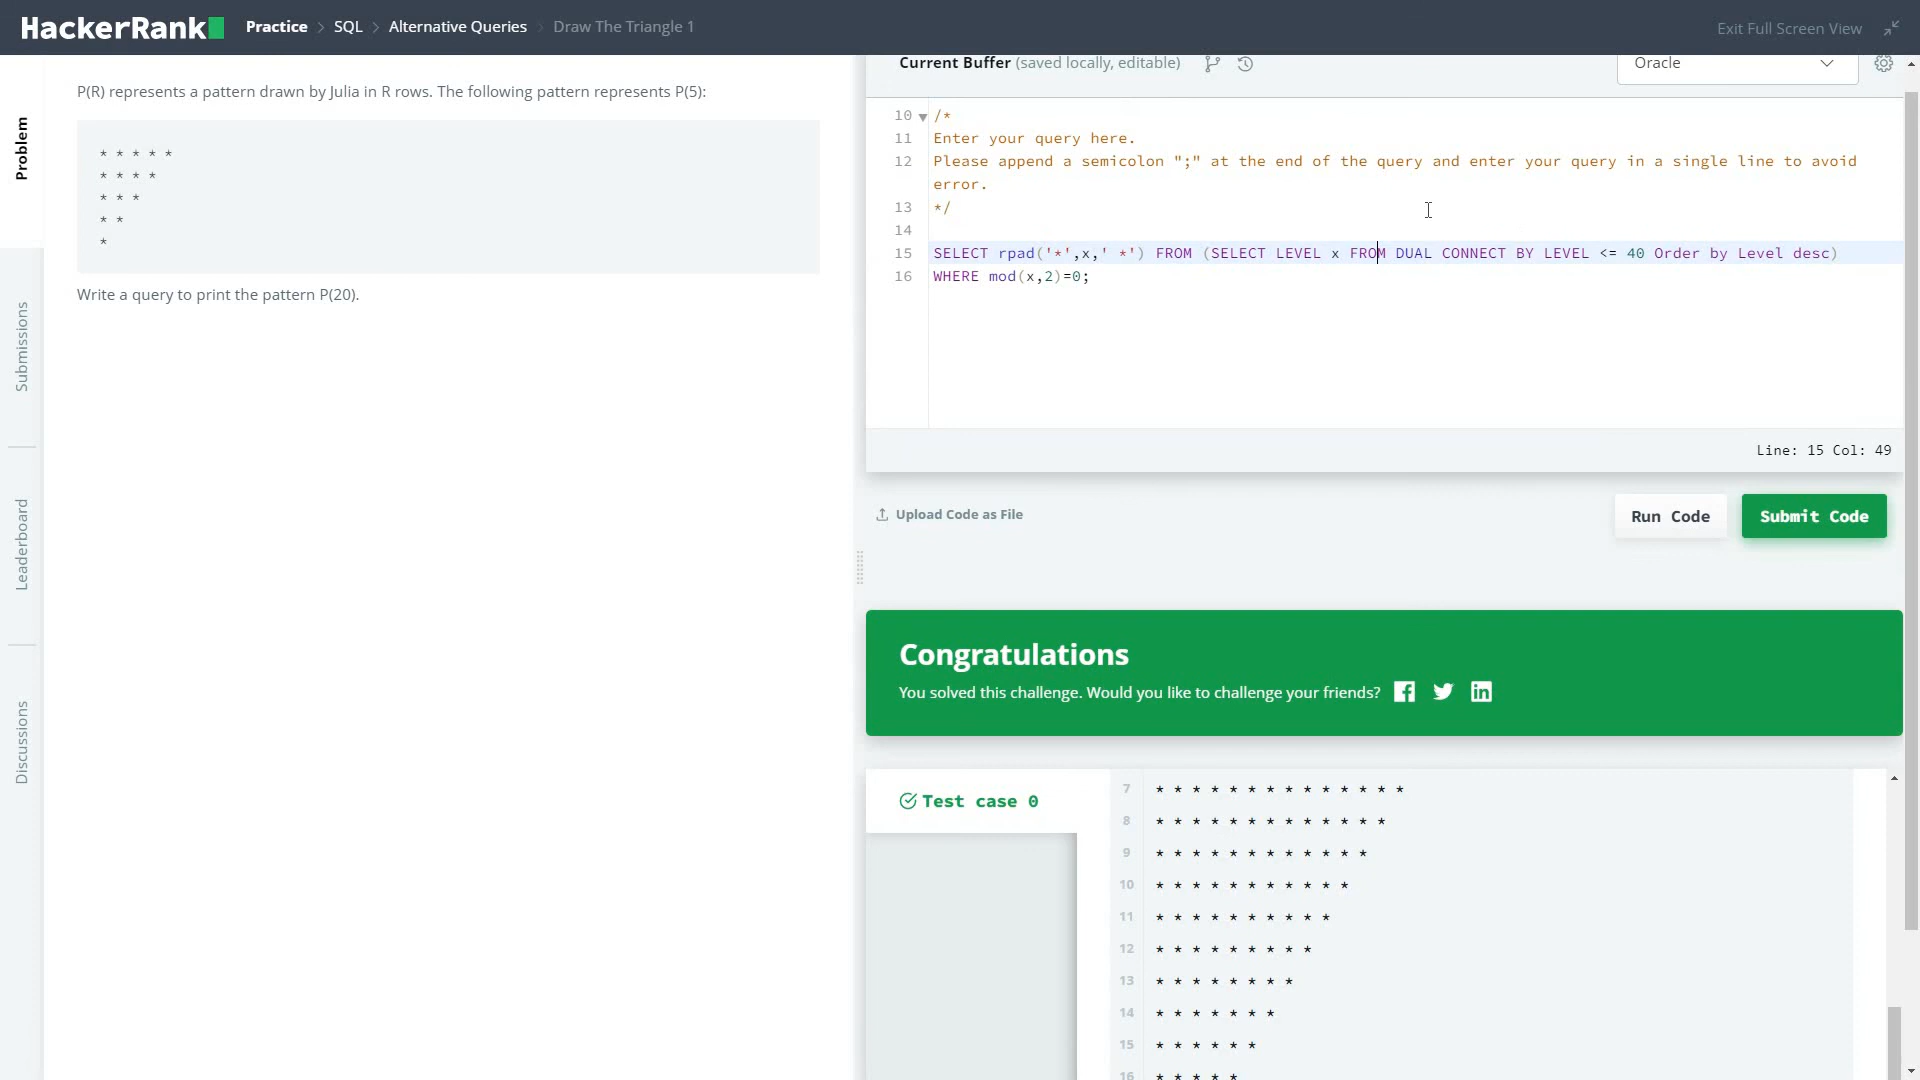 HackerRank
Practice > SQL > Alternative Queries > Draw The Triangle 1
Exit Full Screen View
Problem
Submissions
Leaderboard
Discussions
P(R) represents a pattern drawn by Julia in R rows. The following pattern represents P(5):
* * * * *
* * * *
* * *
* *
*
Write a query to print the pattern P(20).
Current Buffer (saved locally, editable)
Oracle
10 /*
11 Enter your query here.
12 Please append a semicolon ";" at the end of the query and enter your query in a single line to avoid
error.
13 */
14
15 SELECT rpad('*',x,' *') FROM (SELECT LEVEL x FROM DUAL CONNECT BY LEVEL <= 40 Order by Level desc)
16 WHERE mod(x,2)=0;
Line: 15 Col: 49
Upload Code as File
Run Code
Submit Code
Congratulations
You solved this challenge. Would you like to challenge your friends?
Test case 0
7 * * * * * * * * * * * * * *
8 * * * * * * * * * * * * *
9 * * * * * * * * * * * *
10 * * * * * * * * * * *
11 * * * * * * * * * *
12 * * * * * * * * *
13 * * * * * * * *
14 * * * * * * *
15 * * * * * *
16 * * * * *